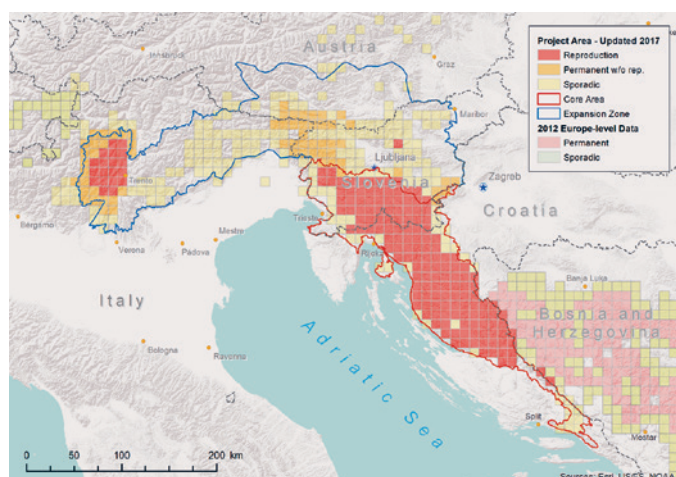 Innsbruck
Austria
Graz
Maribor
Ljubljana
Slovenia
Zagreb
Croatia
Trento
Bergamo
Verona
Padova
Mestre
Trieste
Rijeka
Banja Luka
Bosnia and
Herzegovina
Italy
Bologna
Ravenna
Adriatic Sea
Split
Mostar
Project Area - Updated 2017
Reproduction
Permanent w/o rep.
Sporadic
Core Area
Expansion Zone
2012 Europe-level Data
Permanent
Sporadic
0 50 100 200 km
Sources: Esri, USGS, NOAA